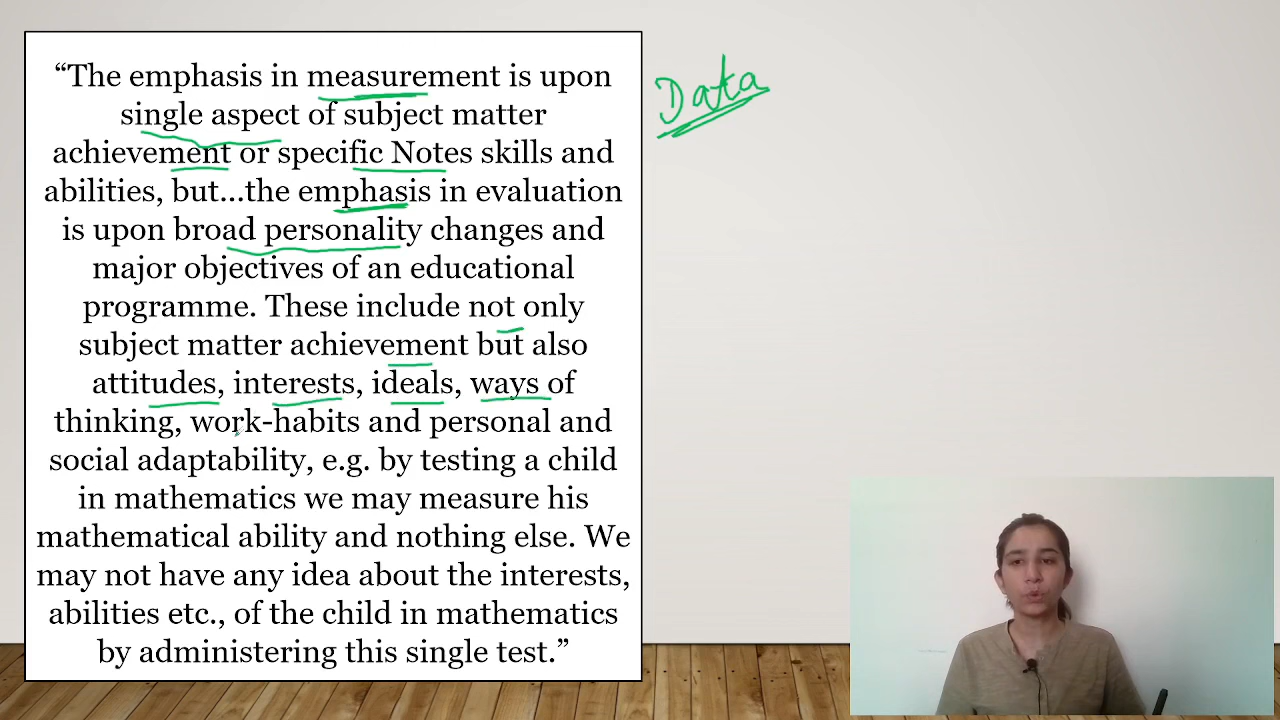 “The emphasis in measurement is upon
single aspect of subject matter
achievement or specific Notes skills and
abilities, but...the emphasis in evaluation
is upon broad personality changes and
major objectives of an educational
programme. These include not only
subject matter achievement but also
attitudes, interests, ideals, ways of
thinking, work-habits and personal and
social adaptability, e.g. by testing a child
in mathematics we may measure his
mathematical ability and nothing else. We
may not have any idea about the interests,
abilities etc., of the child in mathematics
by administering this single test.”
Data